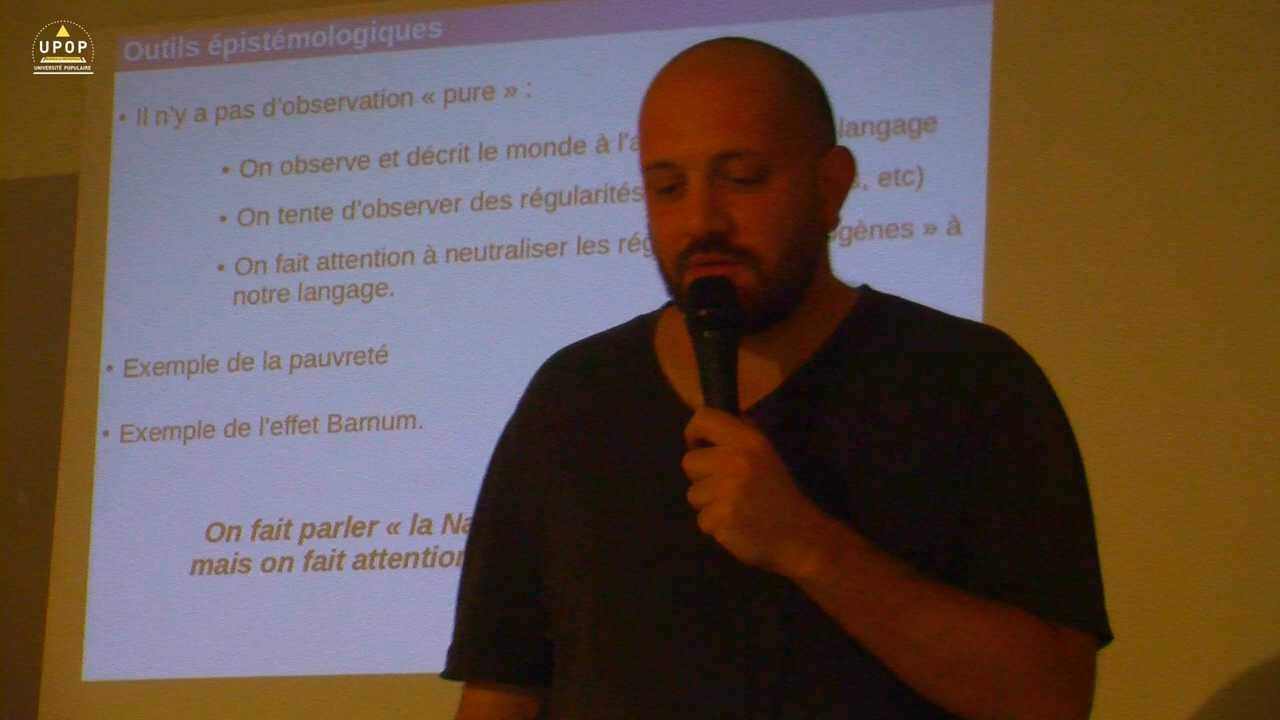 UPOP
UNIVERSITÉ POPULAIRE
Outils épistémologiques
• Il n'y a pas d'observation « pure » :
• On observe et décrit le monde à l'a langage
• On tente d'observer des régularités s, etc)
• On fait attention à neutraliser les rég ogènes » à
notre langage.
• Exemple de la pauvreté
• Exemple de l'effet Barnum.
On fait parler « la Na
mais on fait attention